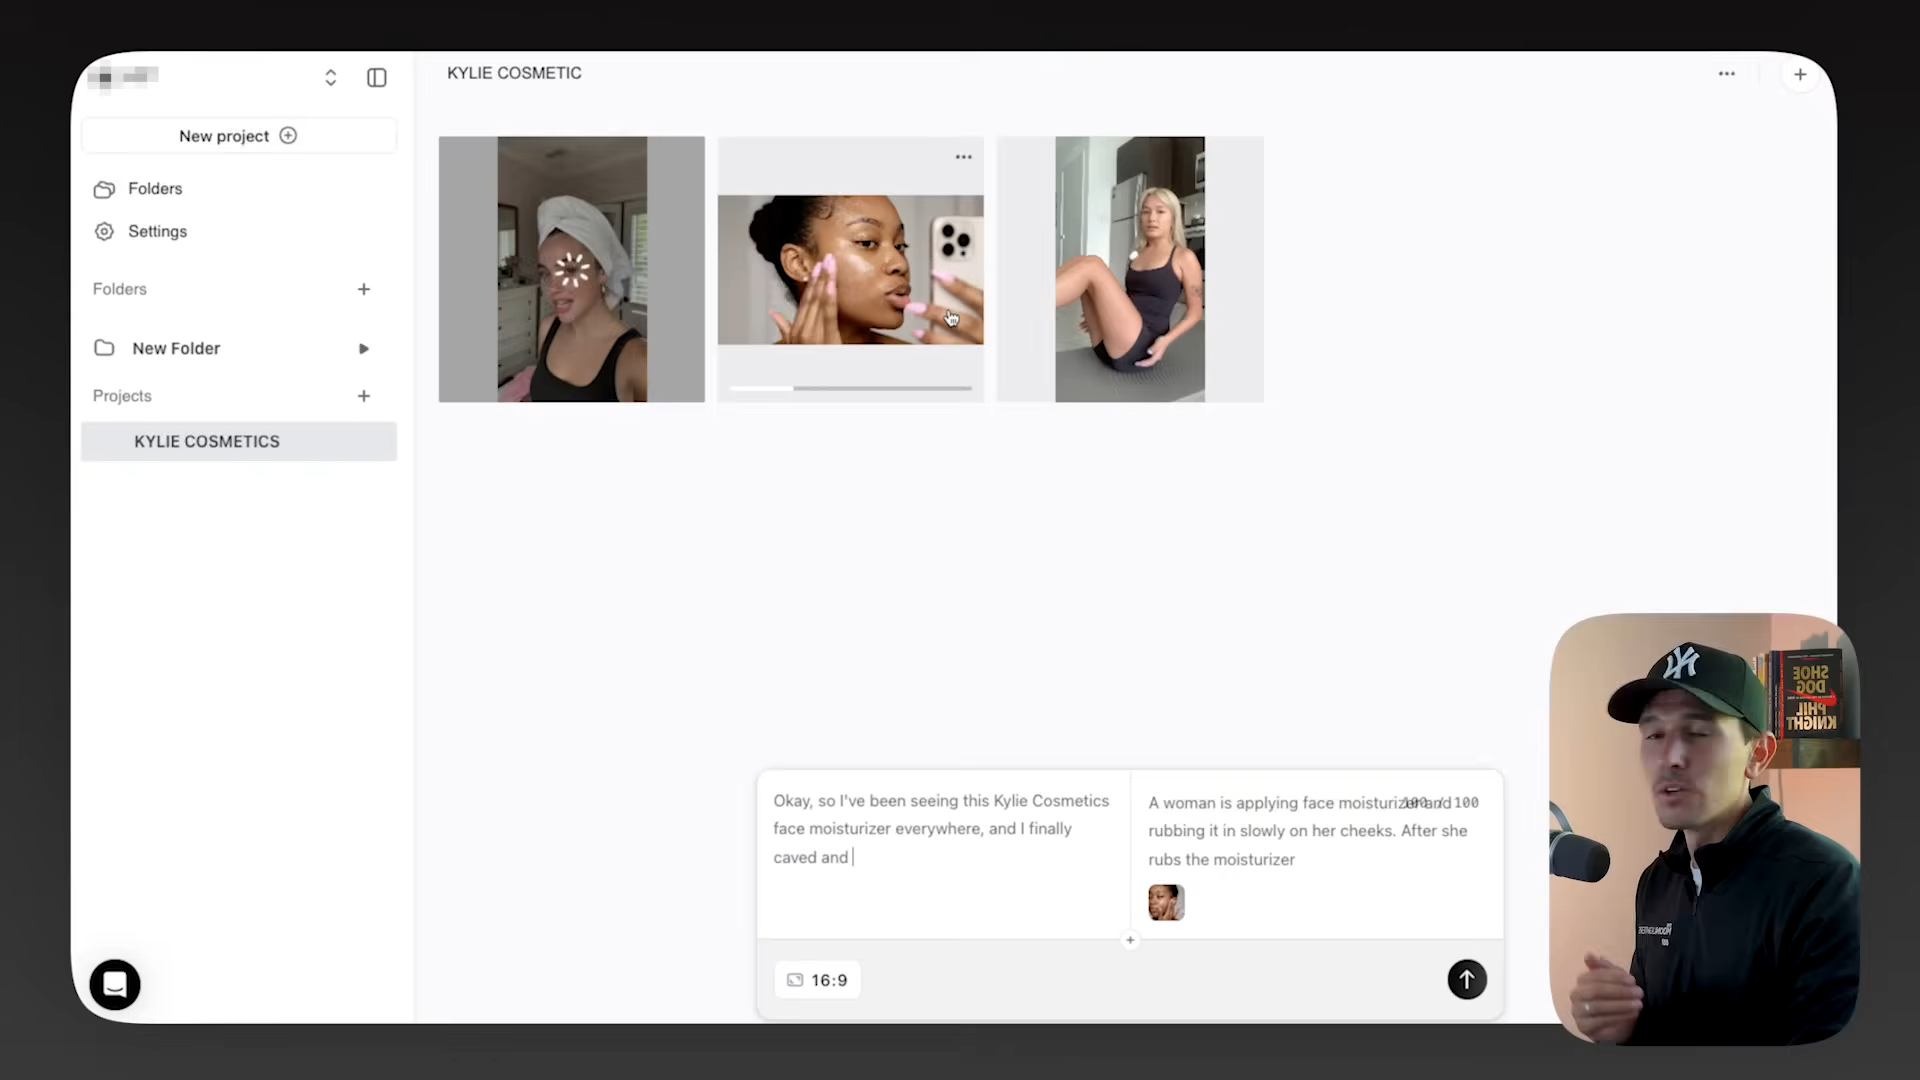 KYLIE COSMETIC
New project
Folders
Settings
Folders
New Folder
Projects
KYLIE COSMETICS
Okay, so I've been seeing this Kylie Cosmetics
face moisturizer everywhere, and I finally
caved and
A woman is applying face moisturizer and
rubbing it in slowly on her cheeks. After she
rubs the moisturizer
100 / 100
16:9
SHOE
DOG
PHIL
KNIGHT